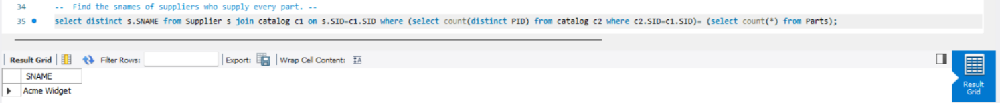 34 -- Find the snames of suppliers who supply every part. --
35 select distinct s.SNAME from Supplier s join catalog c1 on s.SID=c1.SID where (select count(distinct PID) from catalog c2 where c2.SID=c1.SID)= (select count(*) from Parts);
Result Grid Filter Rows: Export: Wrap Cell Content: IA
SNAME
Acme Widget
Result
Grid